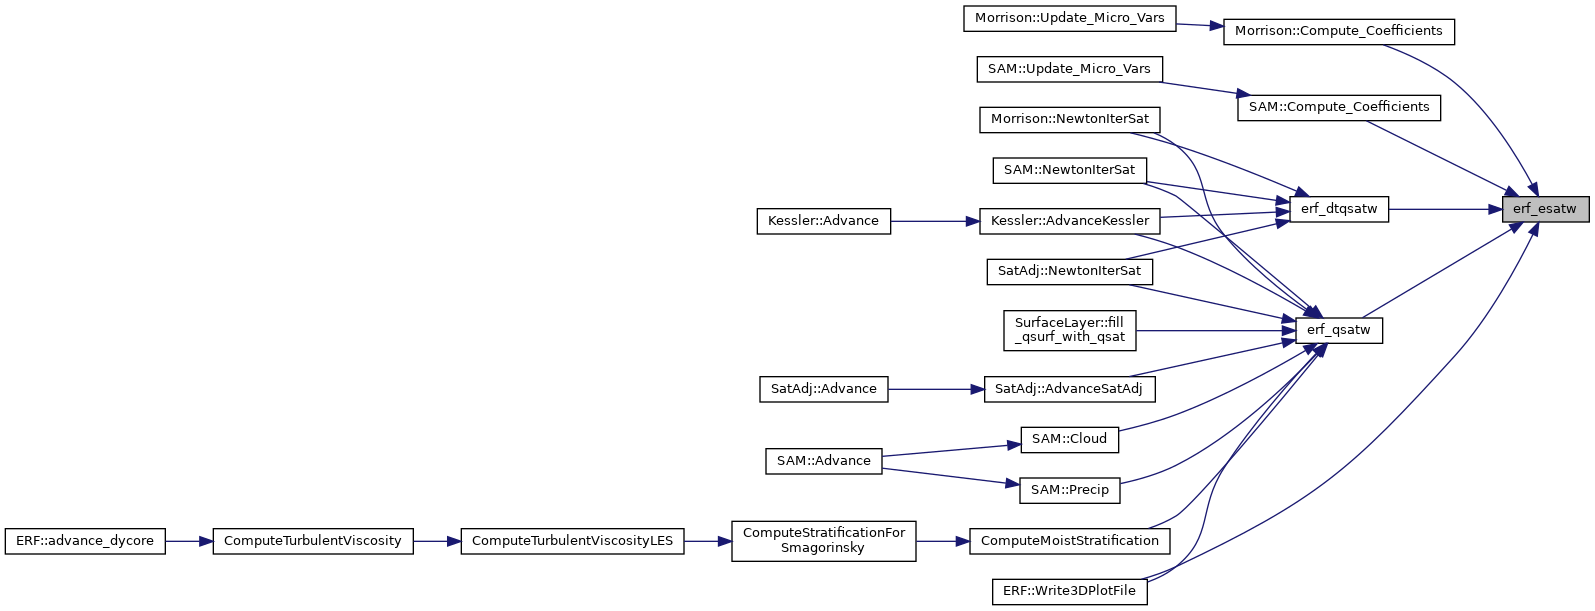 Morrison::Update_Micro_Vars
Morrison::Compute_Coefficients
SAM::Update_Micro_Vars
SAM::Compute_Coefficients
Morrison::NewtonIterSat
SAM::NewtonIterSat
erf_dtqsatw
erf_esatw
Kessler::Advance
Kessler::AdvanceKessler
SatAdj::NewtonIterSat
SurfaceLayer::fill
_qsurf_with_qsat
erf_qsatw
SatAdj::Advance
SatAdj::AdvanceSatAdj
SAM::Cloud
SAM::Advance
SAM::Precip
ERF::advance_dycore
ComputeTurbulentViscosity
ComputeTurbulentViscosityLES
ComputeStratificationFor
Smagorinsky
ComputeMoistStratification
ERF::Write3DPlotFile